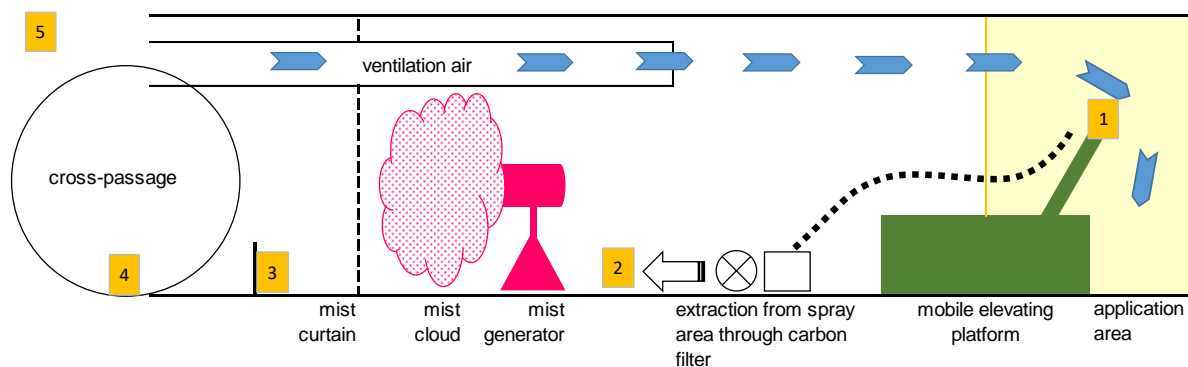 5
ventilation air
1
cross-passage
4
3
2
mist
curtain
mist
cloud
mist
generator
extraction from spray
area through carbon
filter
mobile elevating
platform
application
area